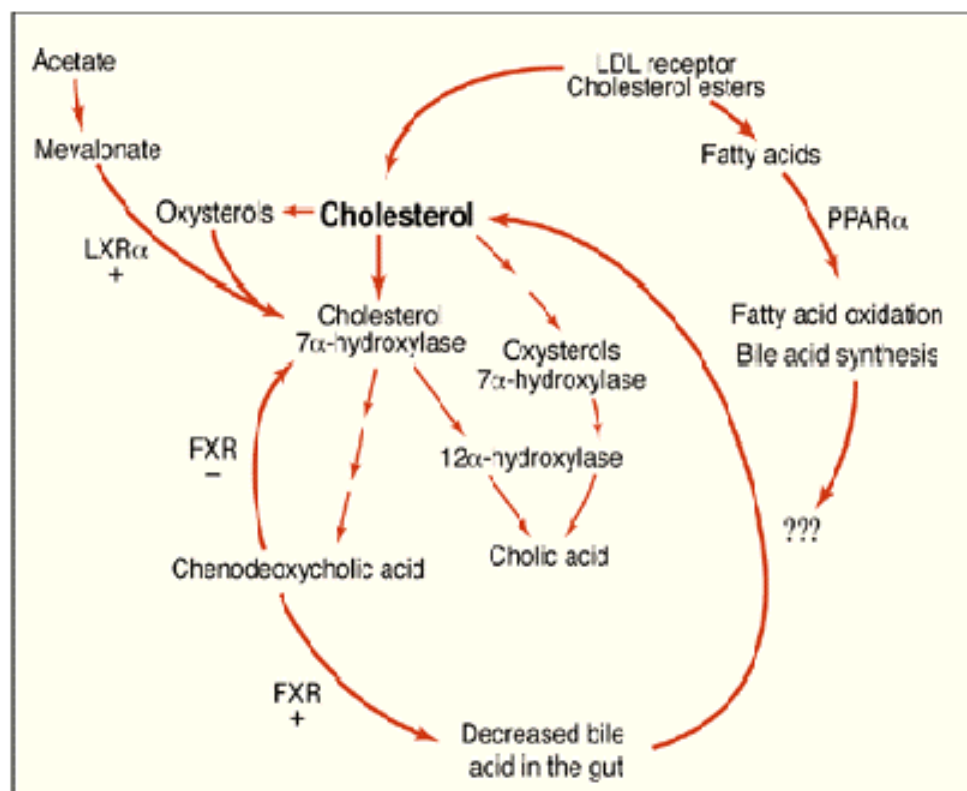 Acetate
LDL receptor
Cholesterol esters
Mevalonate
Fatty acids
Oxysterols
Cholesterol
PPARα
LXRα
+
Cholesterol
7α-hydroxylase
Oxysterols
7α-hydroxylase
Fatty acid oxidation
Bile acid synthesis
FXR
–
12α-hydroxylase
???
Chenodeoxycholic acid
Cholic acid
FXR
+
Decreased bile
acid in the gut